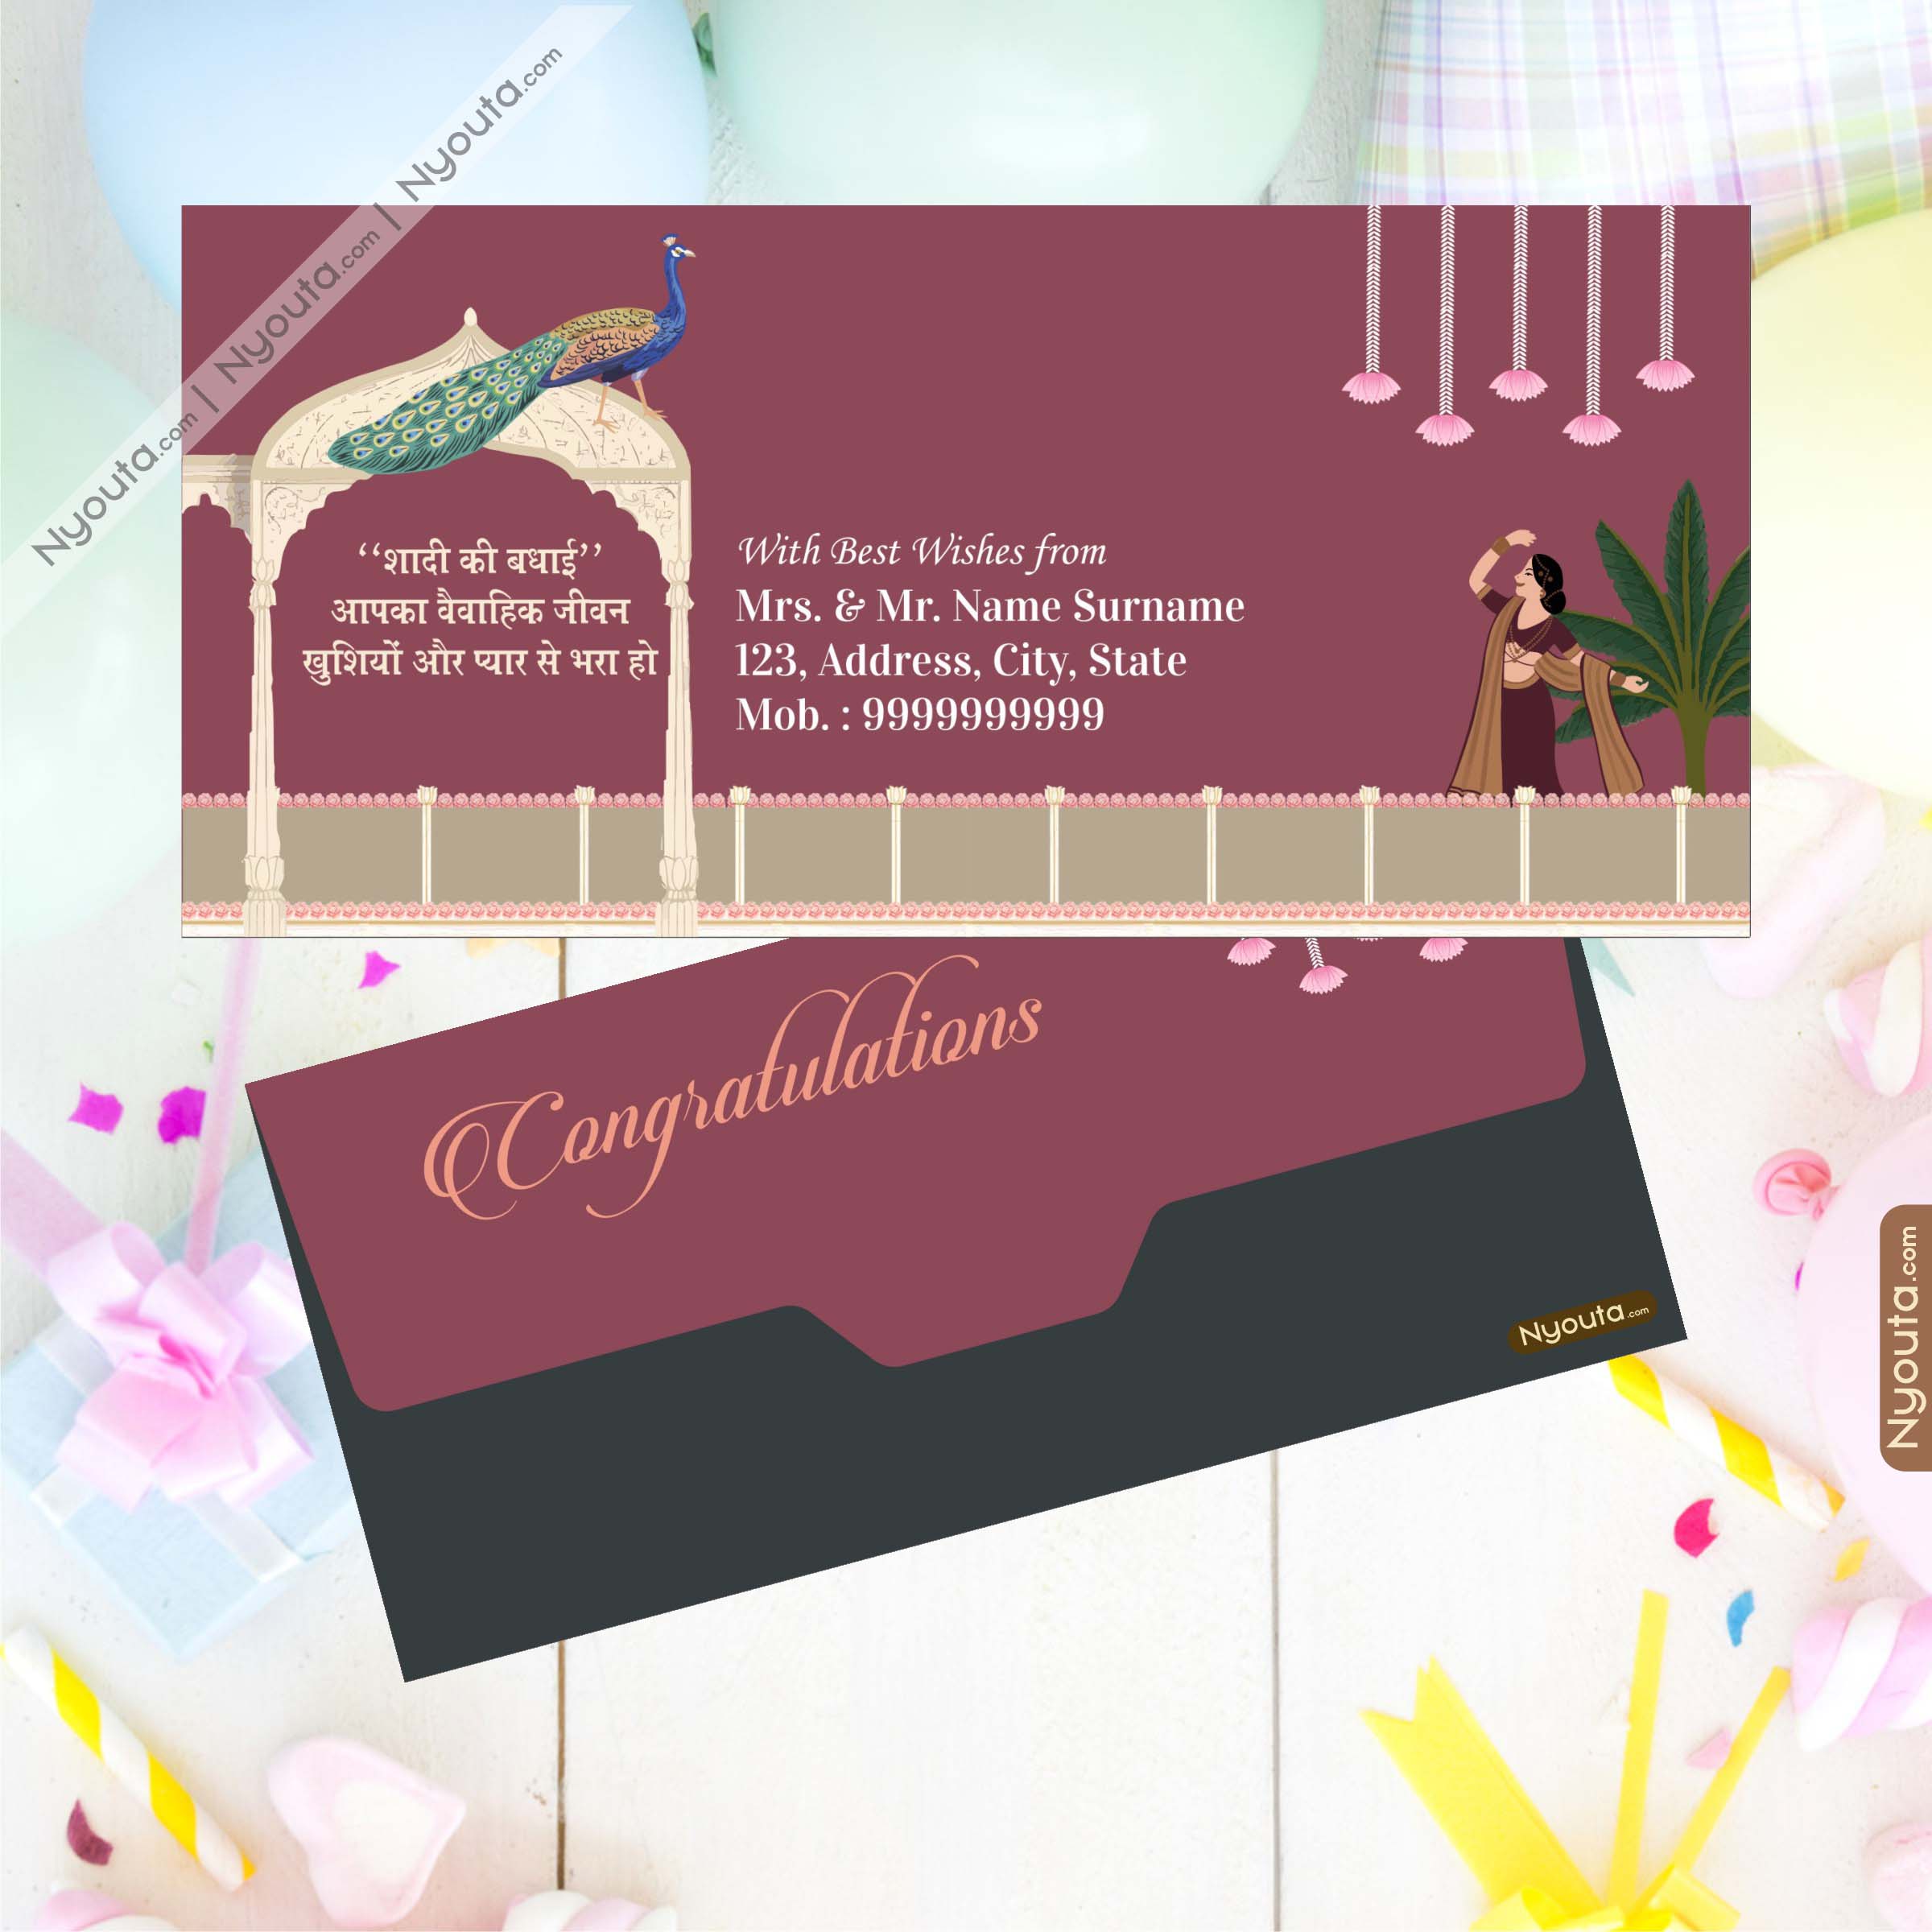 Nyouta.com | Nyouta.com | Nyouta.com
‘‘शादी की बधाई’’
आपका वैवाहिक जीवन
खुशियों और प्यार से भरा हो
With Best Wishes from
Mrs. & Mr. Name Surname
123, Address, City, State
Mob. : 9999999999
Congratulations
Nyouta.com
Nyouta.com